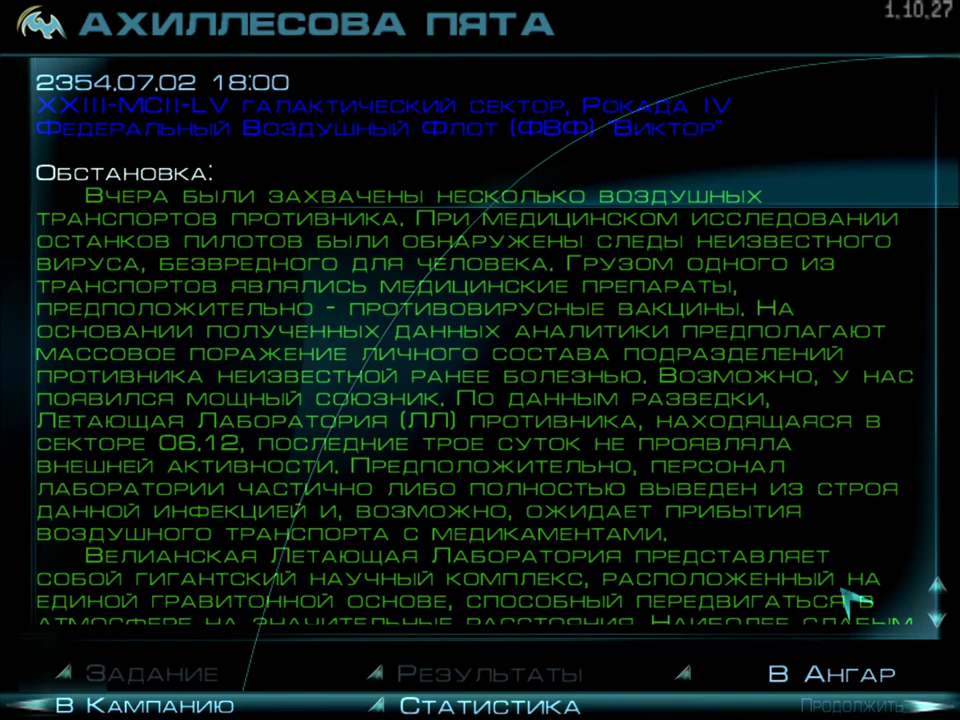 АХИЛЛЕСОВА ПЯТА
1.10.27
2354.07.02 18:00
XXIII-MCII-LV галактический сектор, Рокада IV
Федеральный Воздушный Флот (ФВФ) "Виктор"
Обстановка:
Вчера были захвачены несколько воздушных
транспортов противника. При медицинском исследовании
останков пилотов были обнаружены следы неизвестного
вируса, безвредного для человека. Грузом одного из
транспортов являлись медицинские препараты,
предположительно - противовирусные вакцины. На
основании полученных данных аналитики предполагают
массовое поражение личного состава подразделений
противника неизвестной ранее болезнью. Возможно, у нас
появился мощный союзник. По данным разведки,
Летающая Лаборатория (ЛЛ) противника, находящаяся в
секторе 06.12, последние трое суток не проявляла
внешней активности. Предположительно, персонал
лаборатории частично либо полностью выведен из строя
данной инфекцией и, возможно, ожидает прибытия
воздушного транспорта с медикаментами.
Велианская Летающая Лаборатория представляет
собой гигантский научный комплекс, расположенный на
единой гравитонной основе, способный передвигаться в
атмосфере на значительные расстояния. Наиболее слабым
Задание
Результаты
В Ангар
В Кампанию
Статистика
Продолжить